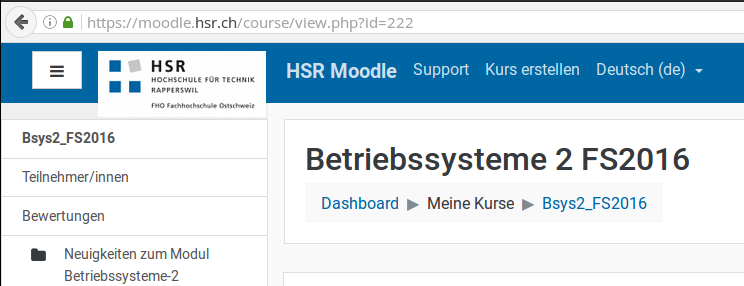 https://moodle.hsr.ch/course/view.php?id=222
HSR
HOCHSCHULE FÜR TECHNIK
RAPPERSWIL
FHO Fachhochschule Ostschweiz
HSR Moodle Support Kurs erstellen Deutsch (de)
Bsys2_FS2016
Teilnehmer/innen
Bewertungen
Neuigkeiten zum Modul
Betriebssysteme-2
Betriebssysteme 2 FS2016
Dashboard ▶ Meine Kurse ▶ Bsys2_FS2016